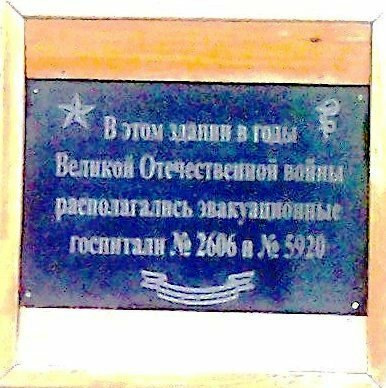 В этом здании в годы
Великой Отечественной войны
располагались эвакуационные
госпитали № 2606 и № 5920